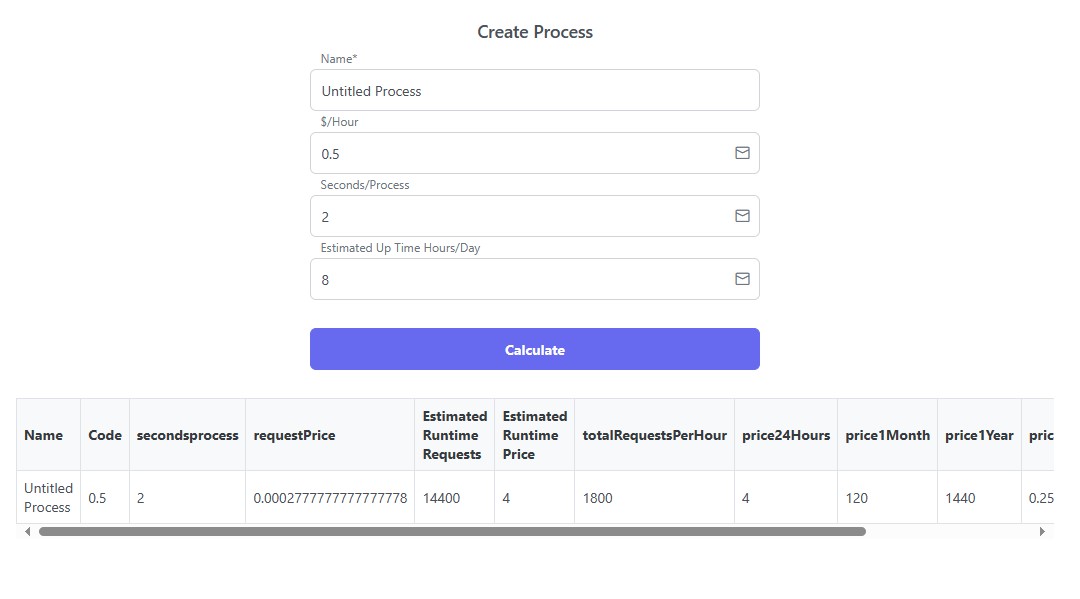 Create Process
Name*
Untitled Process
$/Hour
0.5
Seconds/Process
2
Estimated Up Time Hours/Day
8
Calculate
Name Code secondsprocess requestPrice Estimated Runtime Requests Estimated Runtime Price totalRequestsPerHour price24Hours price1Month price1Year pric
Untitled Process 0.5 2 0.0002777777777777778 14400 4 1800 4 120 1440 0.25